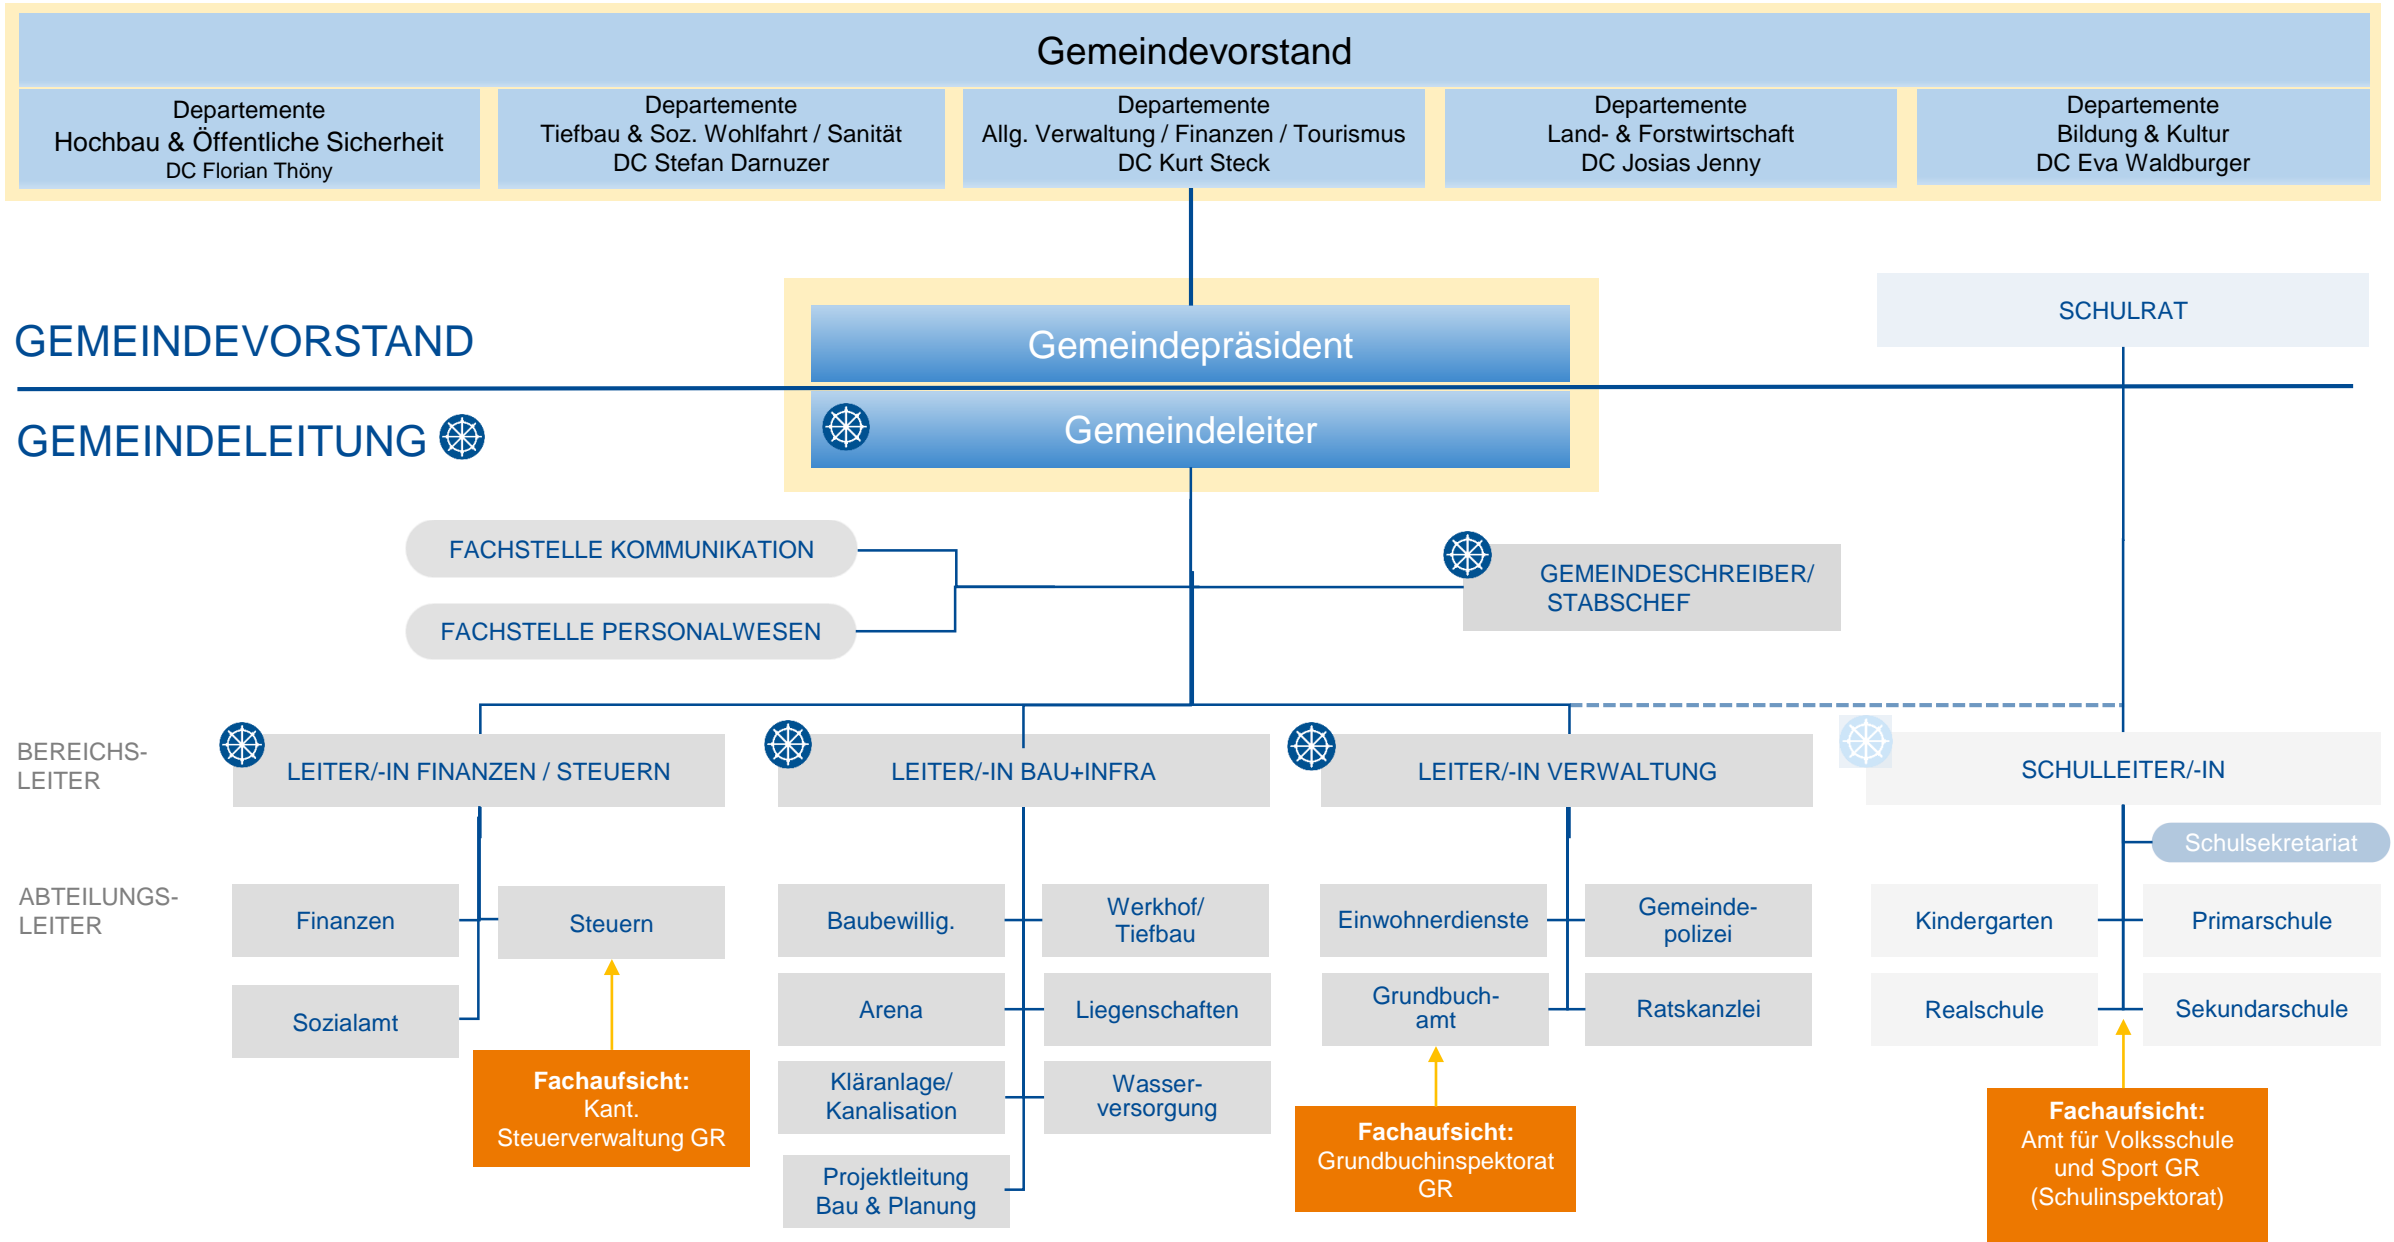 Gemeindevorstand
Departemente
Hochbau & Öffentliche Sicherheit
DC Florian Thöny
Departemente
Tiefbau & Soz. Wohlfahrt / Sanität
DC Stefan Darnuzer
Departemente
Allg. Verwaltung / Finanzen / Tourismus
DC Kurt Steck
Departemente
Land- & Forstwirtschaft
DC Josias Jenny
Departemente
Bildung & Kultur
DC Eva Waldburger
GEMEINDEVORSTAND
Gemeindepräsident
SCHULRAT
GEMEINDELEITUNG
Gemeindeleiter
FACHSTELLE KOMMUNIKATION
FACHSTELLE PERSONALWESEN
GEMEINDESCHREIBER/
STABSCHEF
BEREICHS-
LEITER
LEITER/-IN FINANZEN / STEUERN
LEITER/-IN BAU+INFRA
LEITER/-IN VERWALTUNG
SCHULLEITER/-IN
Schulsekretariat
ABTEILUNGS-
LEITER
Finanzen
Steuern
Sozialamt
Fachaufsicht:
Kant.
Steuerverwaltung GR
Baubewillig.
Werkhof/
Tiefbau
Arena
Liegenschaften
Kläranlage/
Kanalisation
Wasser-
versorgung
Projektleitung
Bau & Planung
Einwohnerdienste
Gemeinde-
polizei
Grundbuch-
amt
Ratskanzlei
Fachaufsicht:
Grundbuchinspektorat
GR
Kindergarten
Primarschule
Realschule
Sekundarschule
Fachaufsicht:
Amt für Volksschule
und Sport GR
(Schulinspektorat)